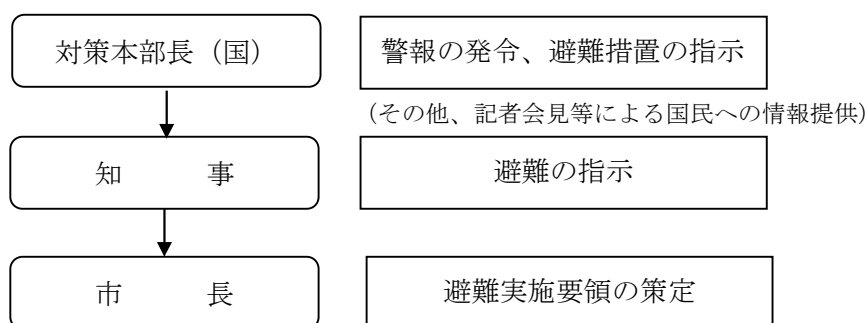 対策本部長（国）
警報の発令、避難措置の指示
（その他、記者会見等による国民への情報提供）
知　　　事
避難の指示
市　　　長
避難実施要領の策定